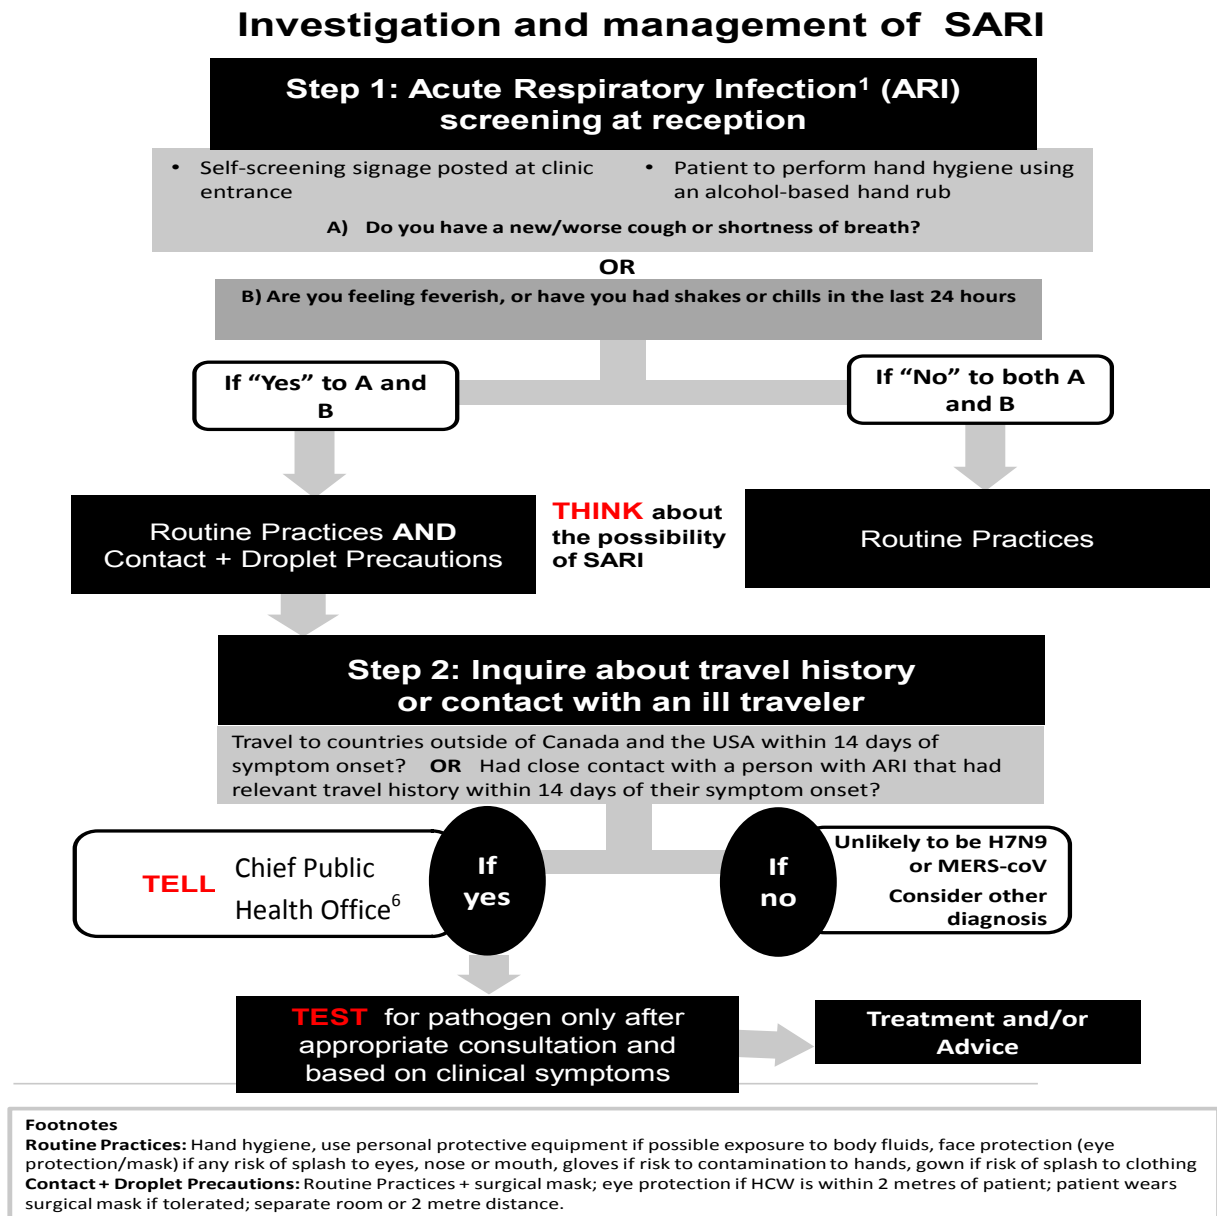 Investigation and management of SARI
Step 1: Acute Respiratory Infection¹ (ARI)
screening at reception
• Self-screening signage posted at clinic
entrance
• Patient to perform hand hygiene using
an alcohol-based hand rub
A) Do you have a new/worse cough or shortness of breath?
OR
B) Are you feeling feverish, or have you had shakes or chills in the last 24 hours
If “Yes” to A and
B
If “No” to both A
and B
Routine Practices AND
Contact + Droplet Precautions
THINK about
the possibility
of SARI
Routine Practices
Step 2: Inquire about travel history
or contact with an ill traveler
Travel to countries outside of Canada and the USA within 14 days of
symptom onset? OR Had close contact with a person with ARI that had
relevant travel history within 14 days of their symptom onset?
TELL
Chief Public
Health Office⁶
If
yes
If
no
Unlikely to be H7N9
or MERS-coV
Consider other
diagnosis
TEST for pathogen only after
appropriate consultation and
based on clinical symptoms
Treatment and/or
Advice
Footnotes
Routine Practices: Hand hygiene, use personal protective equipment if possible exposure to body fluids, face protection (eye
protection/mask) if any risk of splash to eyes, nose or mouth, gloves if risk to contamination to hands, gown if risk of splash to clothing
Contact + Droplet Precautions: Routine Practices + surgical mask; eye protection if HCW is within 2 metres of patient; patient wears
surgical mask if tolerated; separate room or 2 metre distance.